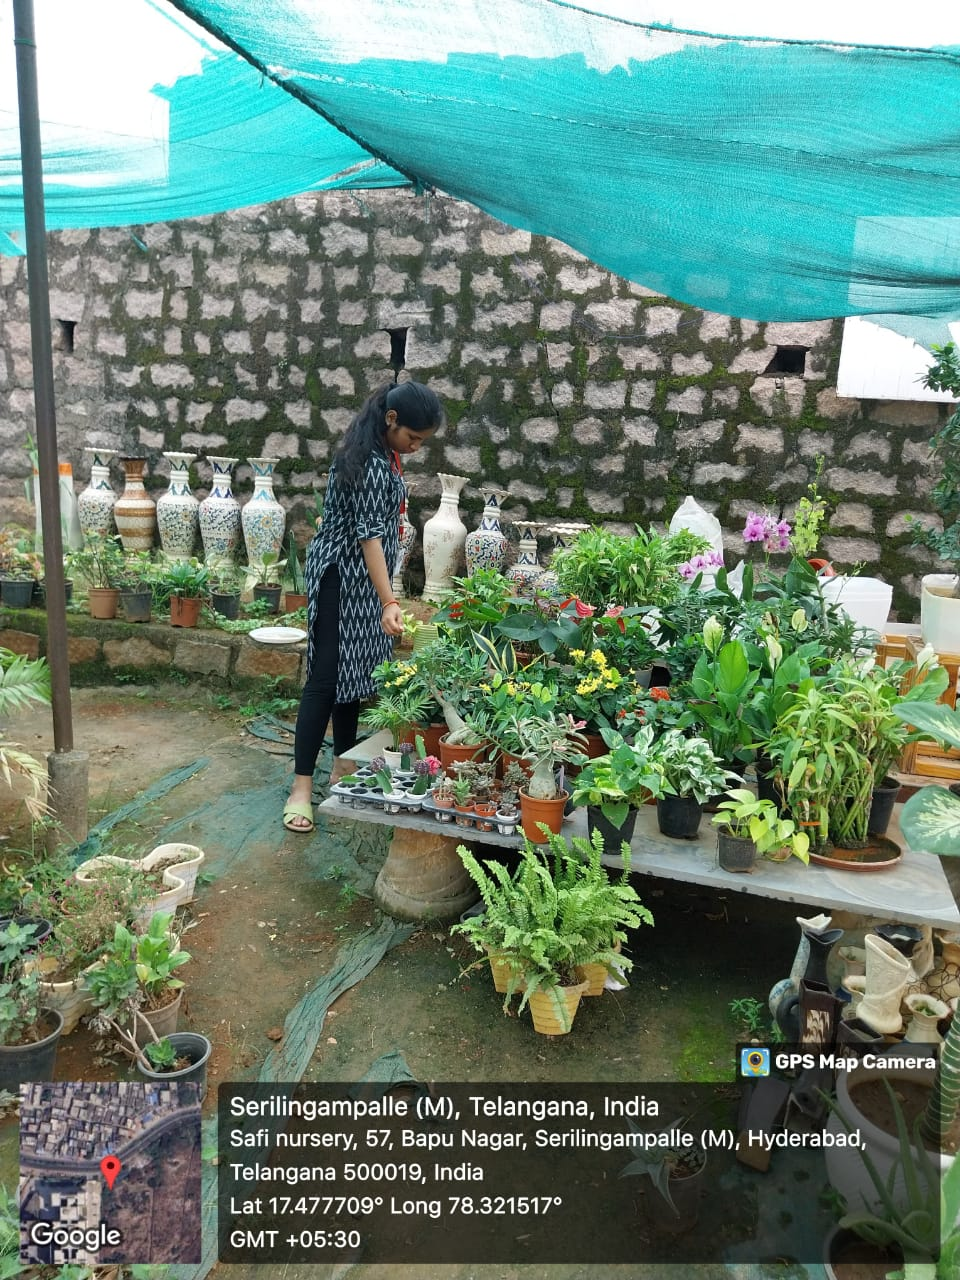 GPS Map Camera
Serilingampalle (M), Telangana, India
Safi nursery, 57, Bapu Nagar, Serilingampalle (M), Hyderabad,
Telangana 500019, India
Lat 17.477709° Long 78.321517°
GMT +05:30
Google